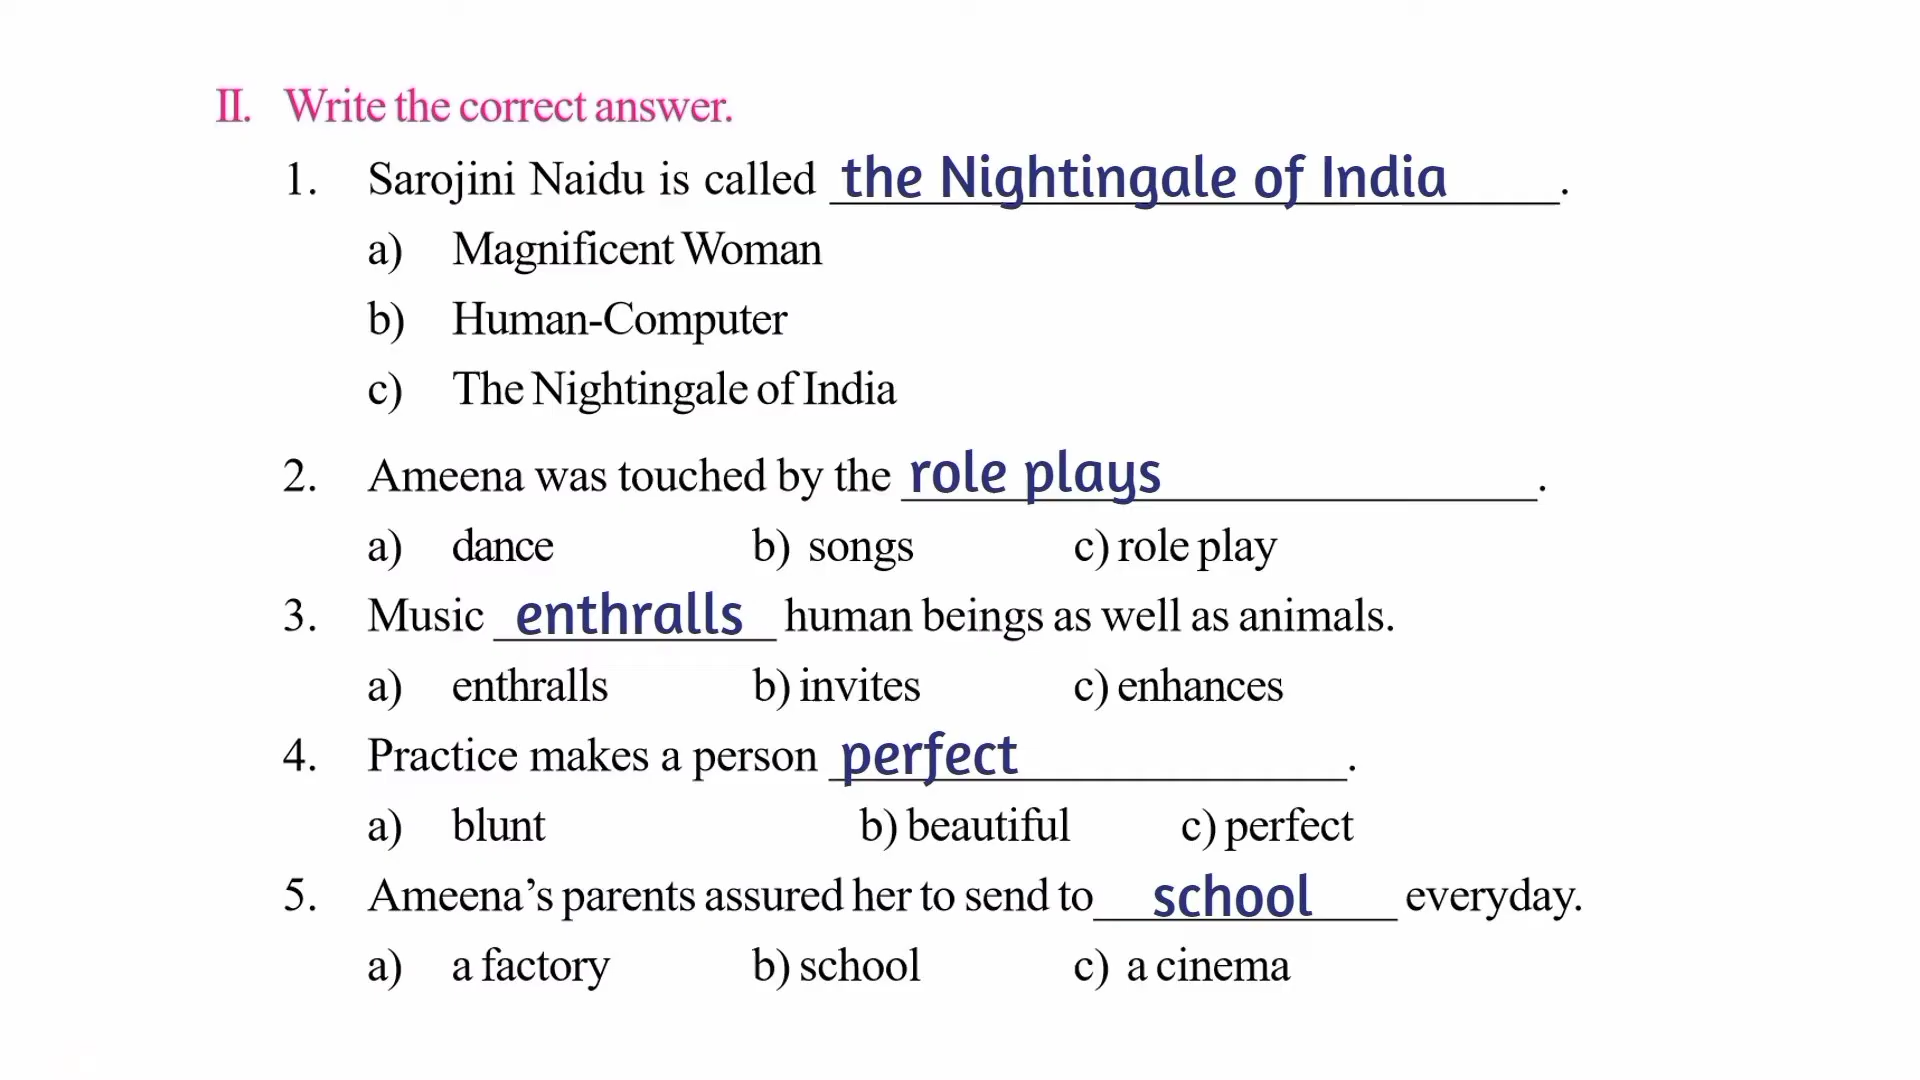 II. Write the correct answer.
1. Sarojini Naidu is called the Nightingale of India.
a) Magnificent Woman
b) Human-Computer
c) The Nightingale of India
2. Ameena was touched by the role plays.
a) dance b) songs c) role play
3. Music enthralls human beings as well as animals.
a) enthralls b) invites c) enhances
4. Practice makes a person perfect.
a) blunt b) beautiful c) perfect
5. Ameena’s parents assured her to send to school everyday.
a) a factory b) school c) a cinema